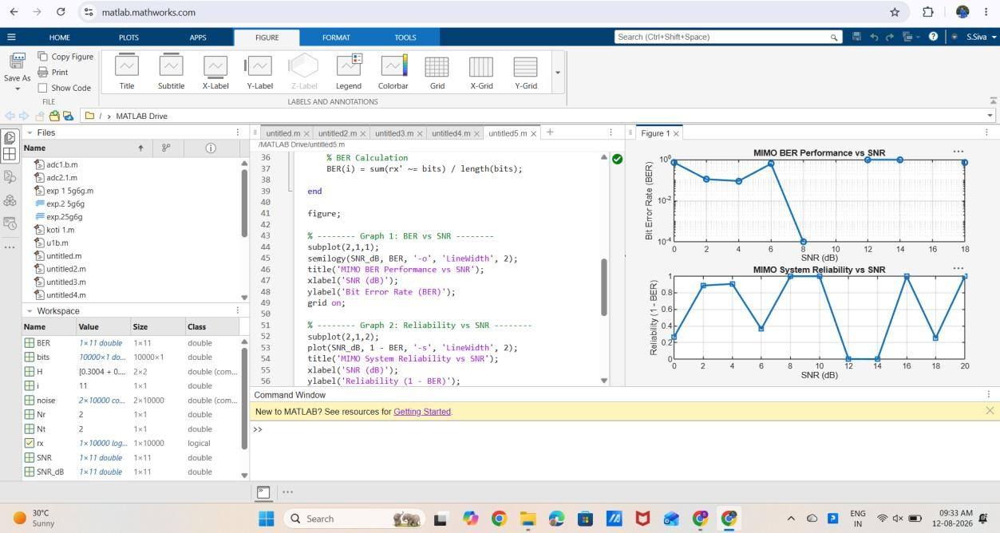 matlab.mathworks.com
HOME PLOTS APPS FIGURE FORMAT TOOLS Search (Ctrl+Shift+Space) S.Siva
Save As
Copy Figure
Print
Show Code
FILE
Title Subtitle X-Label Y-Label Z-Label Legend Colorbar Grid X-Grid Y-Grid
LABELS AND ANNOTATIONS
/ > MATLAB Drive
Files
Name
adc1.b.m
adc2.1.m
exp 1 5g6g.m
exp.2 5g6g
exp.25g6g
koti 1.m
u1b.m
untitled.m
untitled2.m
untitled3.m
untitled4.m
Workspace
Name Value Size Class
BER 1×11 double 1×11 double
bits 10000×1 do... 10000×1 double
H [0.3004 + 0.... 2×2 double (com...
i 11 1×1 double
noise 2×10000 co... 2×10000 double (com...
Nr 2 1×1 double
Nt 2 1×1 double
rx 1×10000 log... 1×10000 logical
SNR 1×11 double 1×11 double
SNR_dB 1×11 double 1×11 double
untitled.m untitled2.m untitled3.m untitled4.m untitled5.m
/MATLAB Drive/untitled5.m
36 % BER Calculation
37 BER(i) = sum(rx' ~= bits) / length(bits);
38
39 end
40
41 figure;
42
43 % -------- Graph 1: BER vs SNR --------
44 subplot(2,1,1);
45 semilogy(SNR_dB, BER, '-o', 'LineWidth', 2);
46 title('MIMO BER Performance vs SNR');
47 xlabel('SNR (dB)');
48 ylabel('Bit Error Rate (BER)');
49 grid on;
50
51 % -------- Graph 2: Reliability vs SNR --------
52 subplot(2,1,2);
53 plot(SNR_dB, 1 - BER, '-s', 'LineWidth', 2);
54 title('MIMO System Reliability vs SNR');
55 xlabel('SNR (dB)');
56 ylabel('Reliability (1 - BER)');
Figure 1
MIMO BER Performance vs SNR
Bit Error Rate (BER)
10^0
10^-2
10^-4
0 2 4 6 8 10 12 14 16 18
SNR (dB)
MIMO System Reliability vs SNR
Reliability (1 - BER)
1
0.8
0.6
0.4
0.2
0
0 2 4 6 8 10 12 14 16 18 20
SNR (dB)
Command Window
New to MATLAB? See resources for Getting Started.
>>
30°C
Sunny
Search
ENG
IN
09:33 AM
12-08-2026